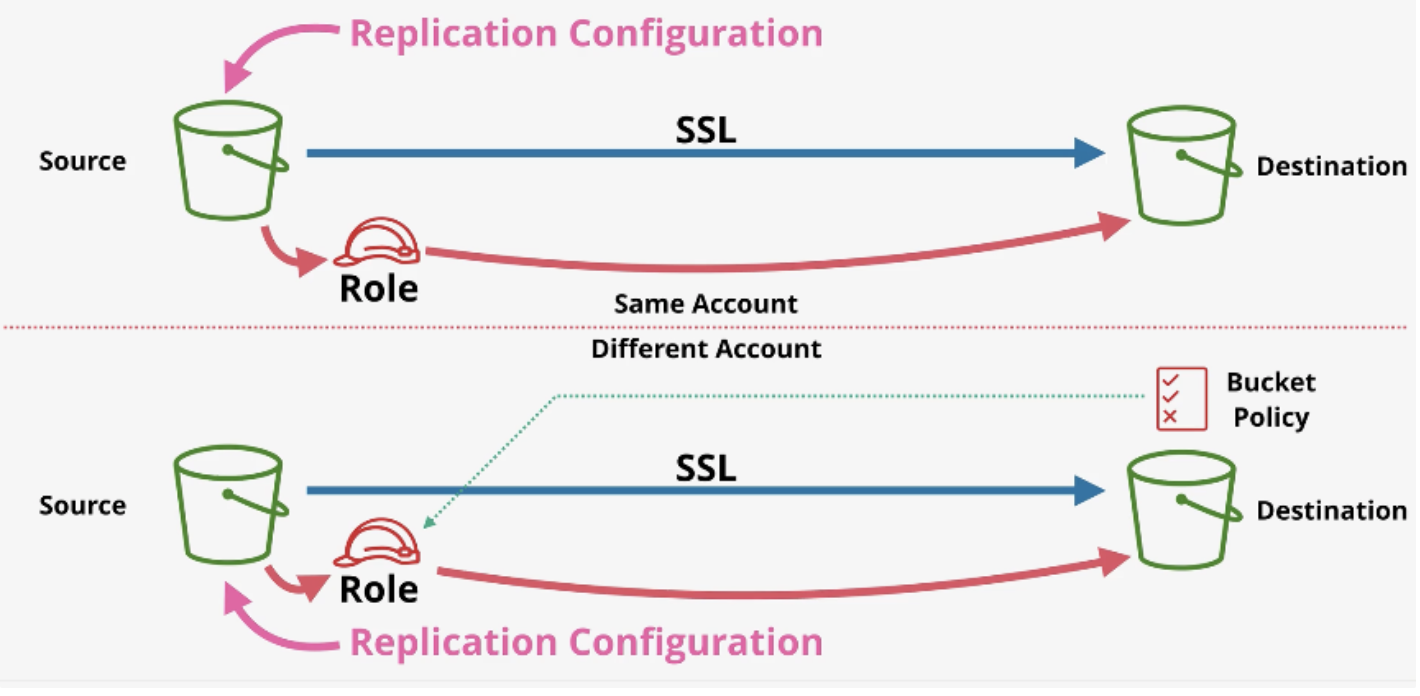 Replication Configuration
SSL
Source
Destination
Role
Same Account
Different Account
Bucket
Policy
SSL
Source
Destination
Role
Replication Configuration